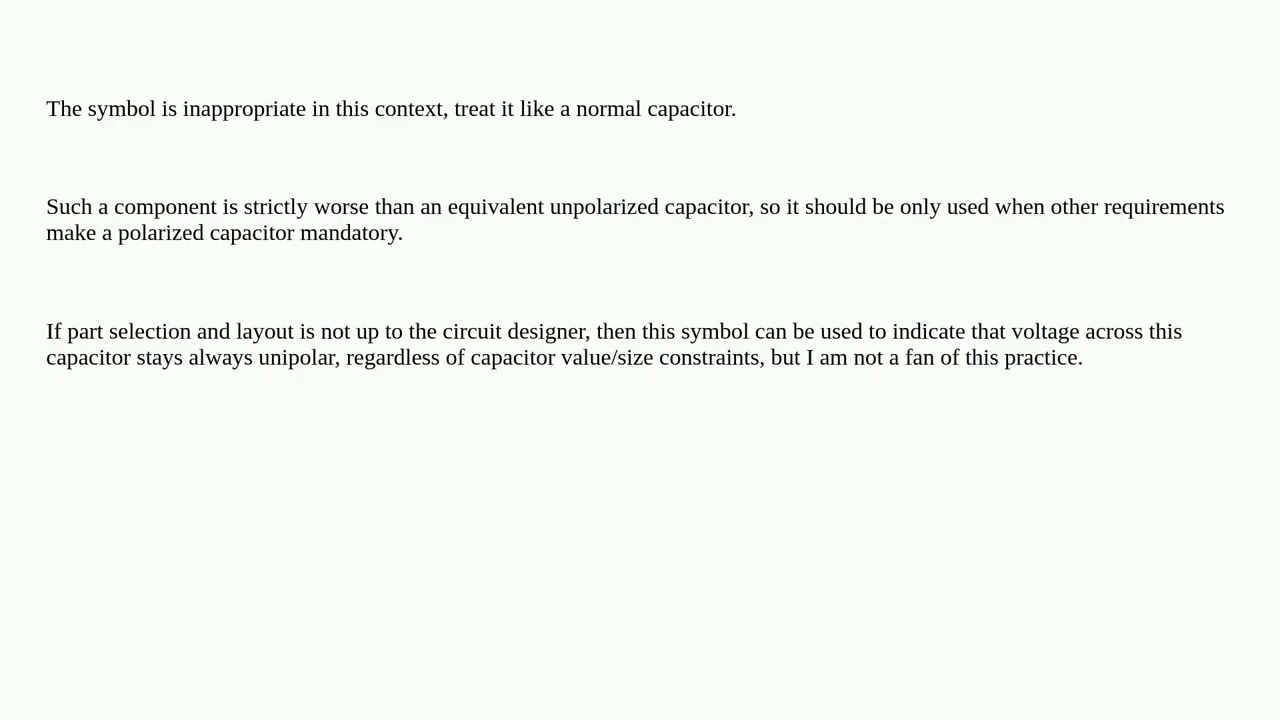 The symbol is inappropriate in this context, treat it like a normal capacitor.
Such a component is strictly worse than an equivalent unpolarized capacitor, so it should be only used when other requirements
make a polarized capacitor mandatory.
If part selection and layout is not up to the circuit designer, then this symbol can be used to indicate that voltage across this
capacitor stays always unipolar, regardless of capacitor value/size constraints, but I am not a fan of this practice.